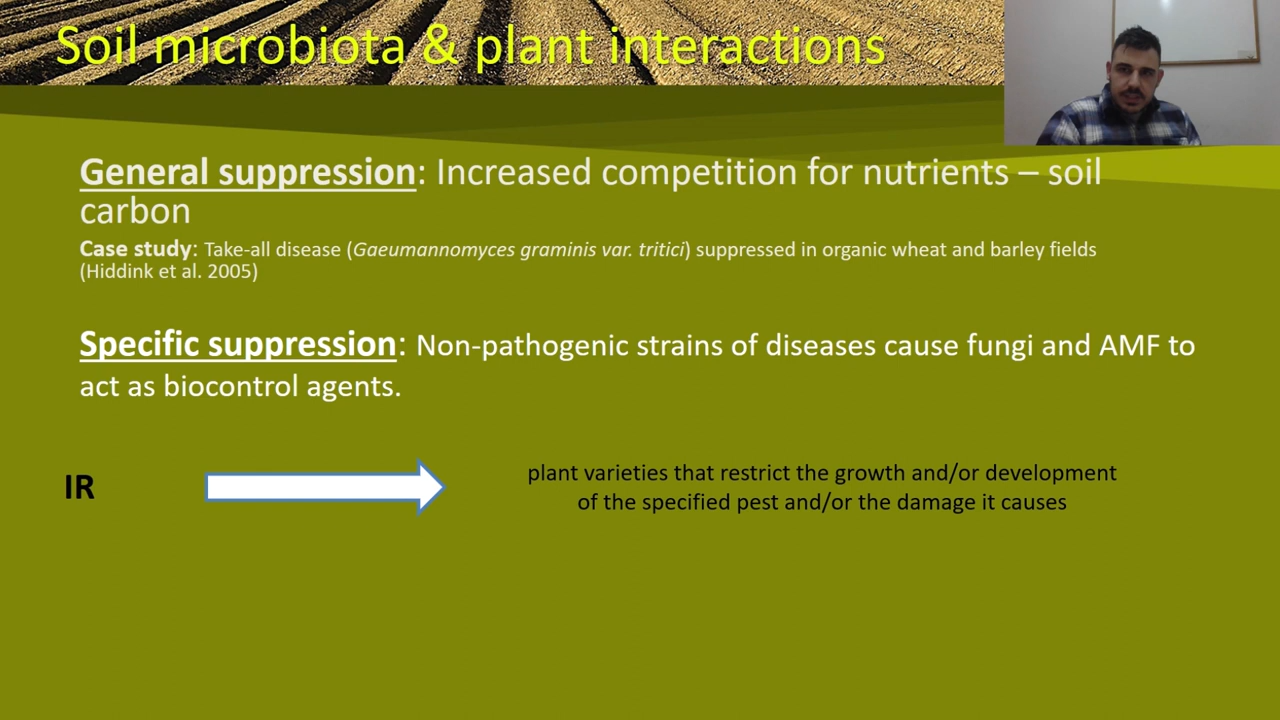 Soil microbiota & plant interactions
General suppression: Increased competition for nutrients – soil
carbon
Case study: Take-all disease (Gaeumannomyces graminis var. tritici) suppressed in organic wheat and barley fields
(Hiddink et al. 2005)
Specific suppression: Non-pathogenic strains of diseases cause fungi and AMF to
act as biocontrol agents.
IR
plant varieties that restrict the growth and/or development
of the specified pest and/or the damage it causes